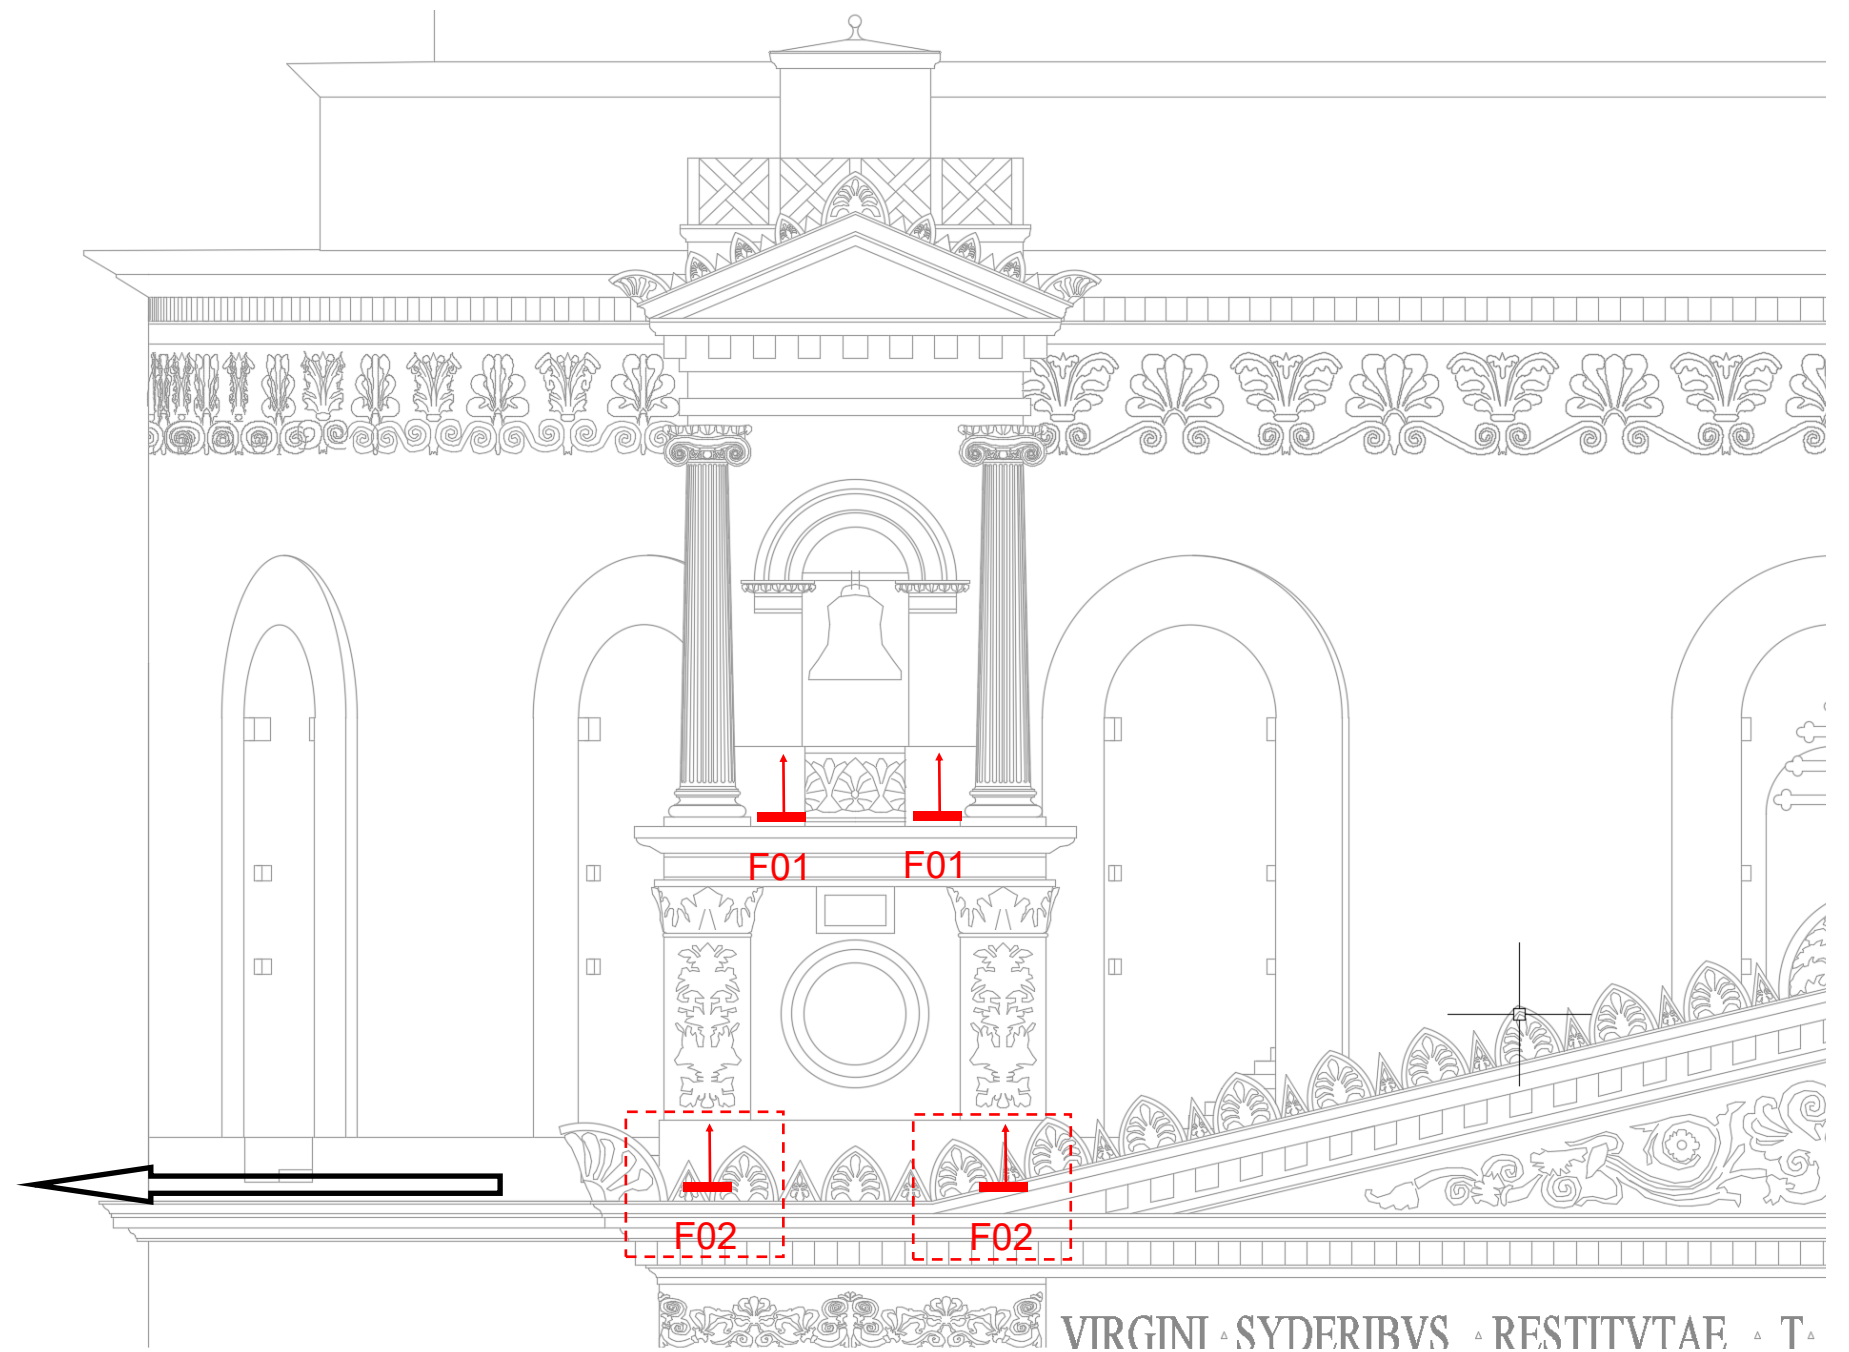 F01 F01
F02 F02
VIRGINI ▵ SYDERIBVS ▵ RESTITVTAE ▵ T ▵